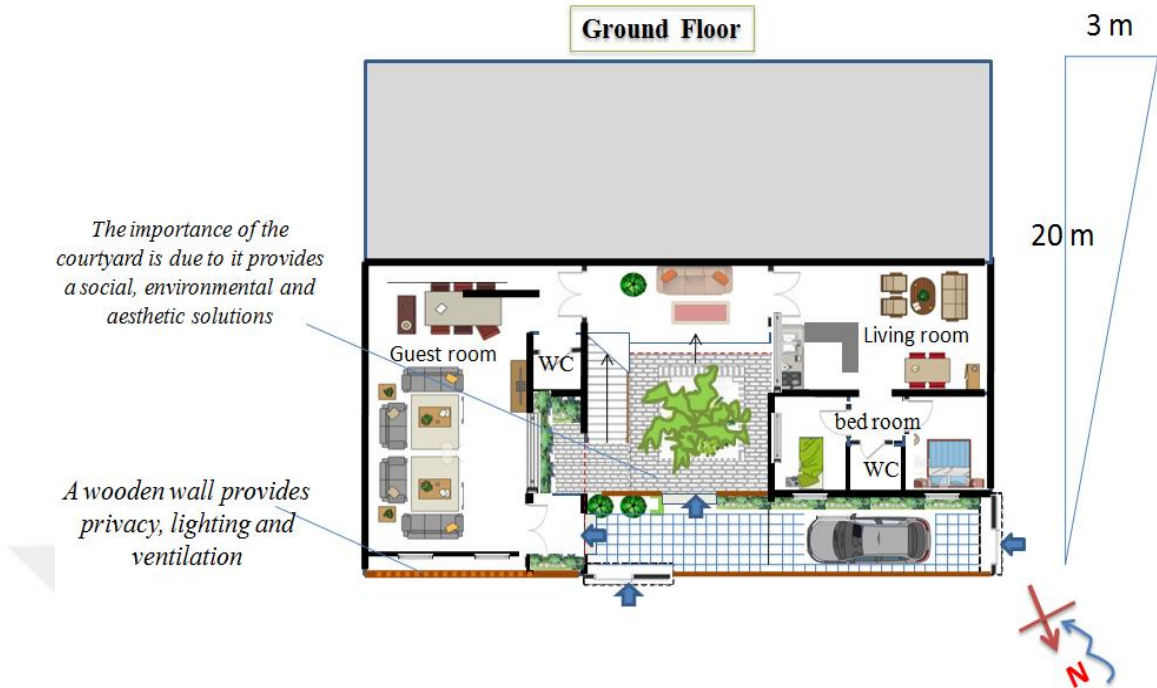 Ground Floor
3 m
20 m
The importance of the
courtyard is due to it provides
a social, environmental and
aesthetic solutions
Guest room
WC
Living room
bed room
WC
A wooden wall provides
privacy, lighting and
ventilation
N